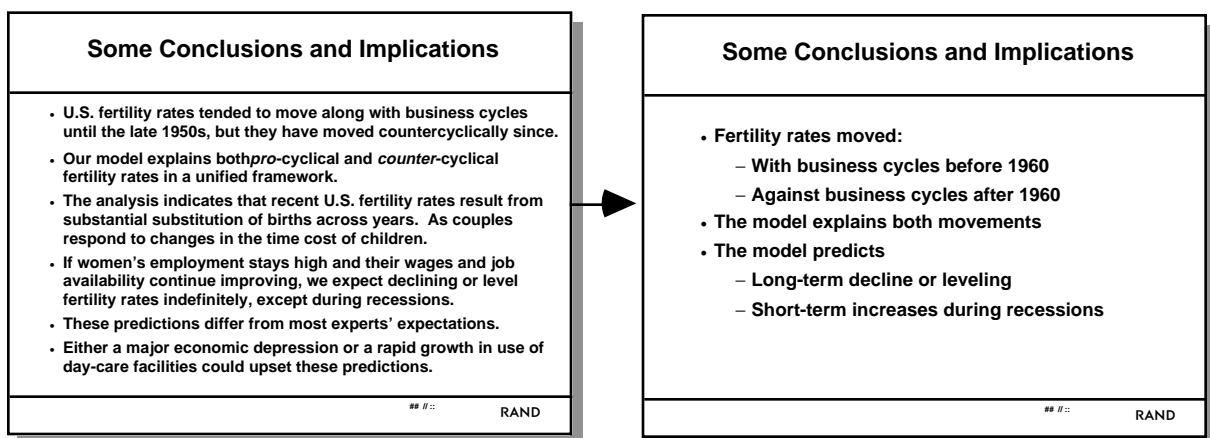 Some Conclusions and Implications
• U.S. fertility rates tended to move along with business cycles
until the late 1950s, but they have moved countercyclically since.
• Our model explains bothpro-cyclical and counter-cyclical
fertility rates in a unified framework.
• The analysis indicates that recent U.S. fertility rates result from
substantial substitution of births across years.  As couples
respond to changes in the time cost of children.
• If women’s employment stays high and their wages and job
availability continue improving, we expect declining or level
fertility rates indefinitely, except during recessions.
• These predictions differ from most experts’ expectations.
• Either a major economic depression or a rapid growth in use of
day-care facilities could upset these predictions.
## // ::
RAND
Some Conclusions and Implications
• Fertility rates moved:
– With business cycles before 1960
– Against business cycles after 1960
• The model explains both movements
• The model predicts
– Long-term decline or leveling
– Short-term increases during recessions
## // ::
RAND